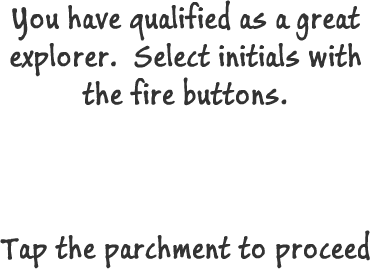 You have qualified as a great
explorer.  Select initials with
the fire buttons.
Tap the parchment to proceed